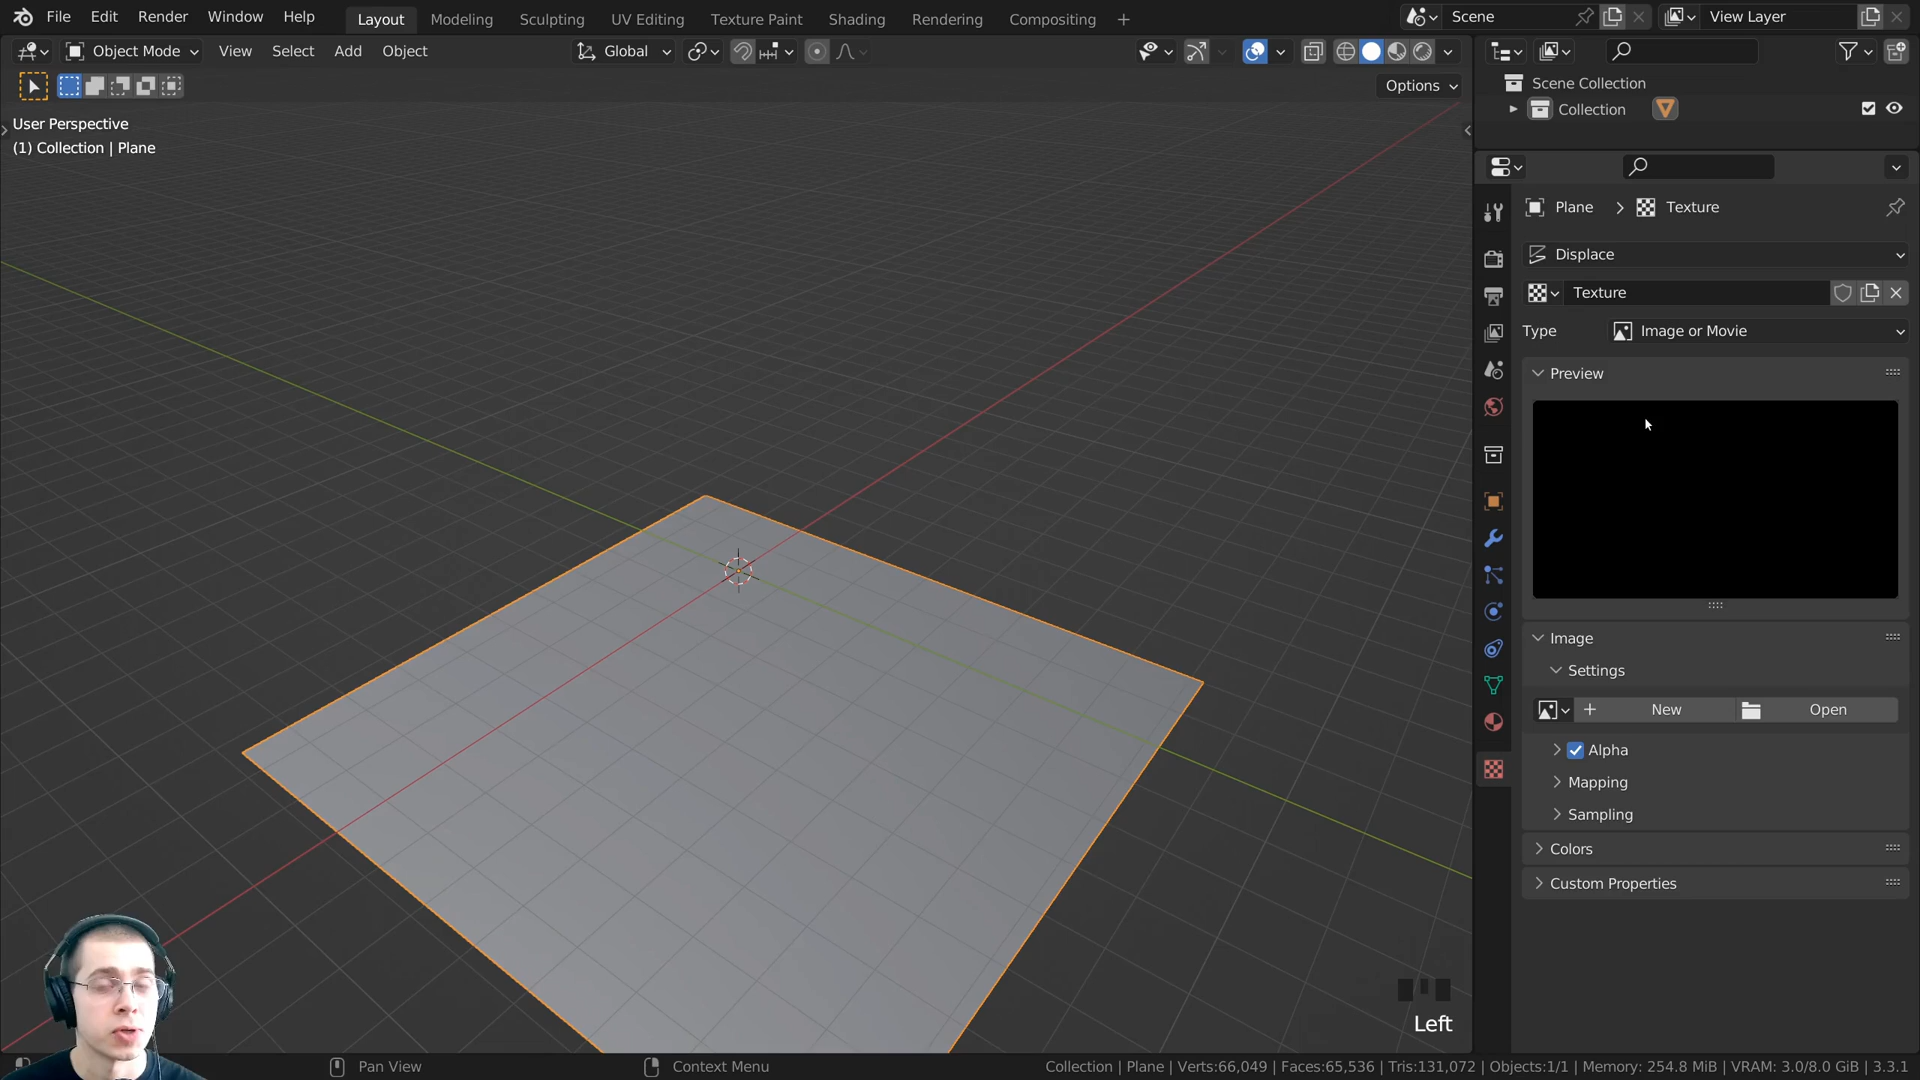 File Edit Render Window Help Layout Modeling Sculpting UV Editing Texture Paint Shading Rendering Compositing + Scene View Layer
Object Mode View Select Add Object Global
Options
User Perspective
(1) Collection | Plane
Scene Collection
Collection
Plane > Texture
Displace
Texture
Type Image or Movie
Preview
Image
Settings
New Open
Alpha
Mapping
Sampling
Colors
Custom Properties
Left
Pan View Context Menu Collection | Plane | Verts:66,049 | Faces:65,536 | Tris:131,072 | Objects:1/1 | Memory: 254.8 MiB | VRAM: 3.0/8.0 GiB | 3.3.1